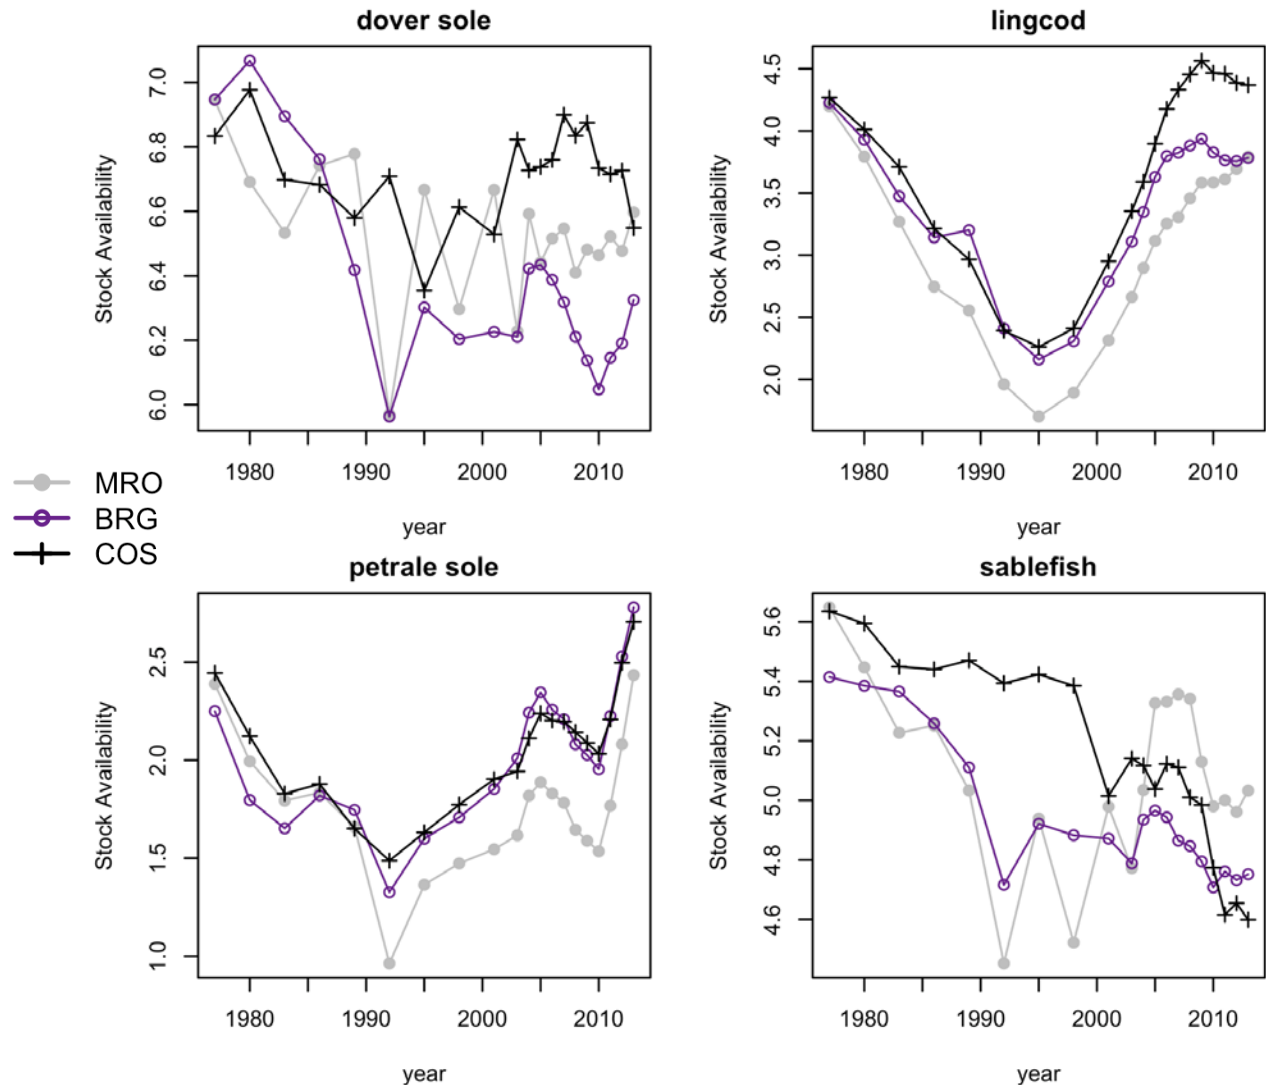 dover sole
Stock Availability
7.0
6.8
6.6
6.4
6.2
6.0
1980 1990 2000 2010
year
lingcod
Stock Availability
4.5
4.0
3.5
3.0
2.5
2.0
1980 1990 2000 2010
year
MRO
BRG
COS
petrale sole
Stock Availability
2.5
2.0
1.5
1.0
1980 1990 2000 2010
year
sablefish
Stock Availability
5.6
5.4
5.2
5.0
4.8
4.6
1980 1990 2000 2010
year